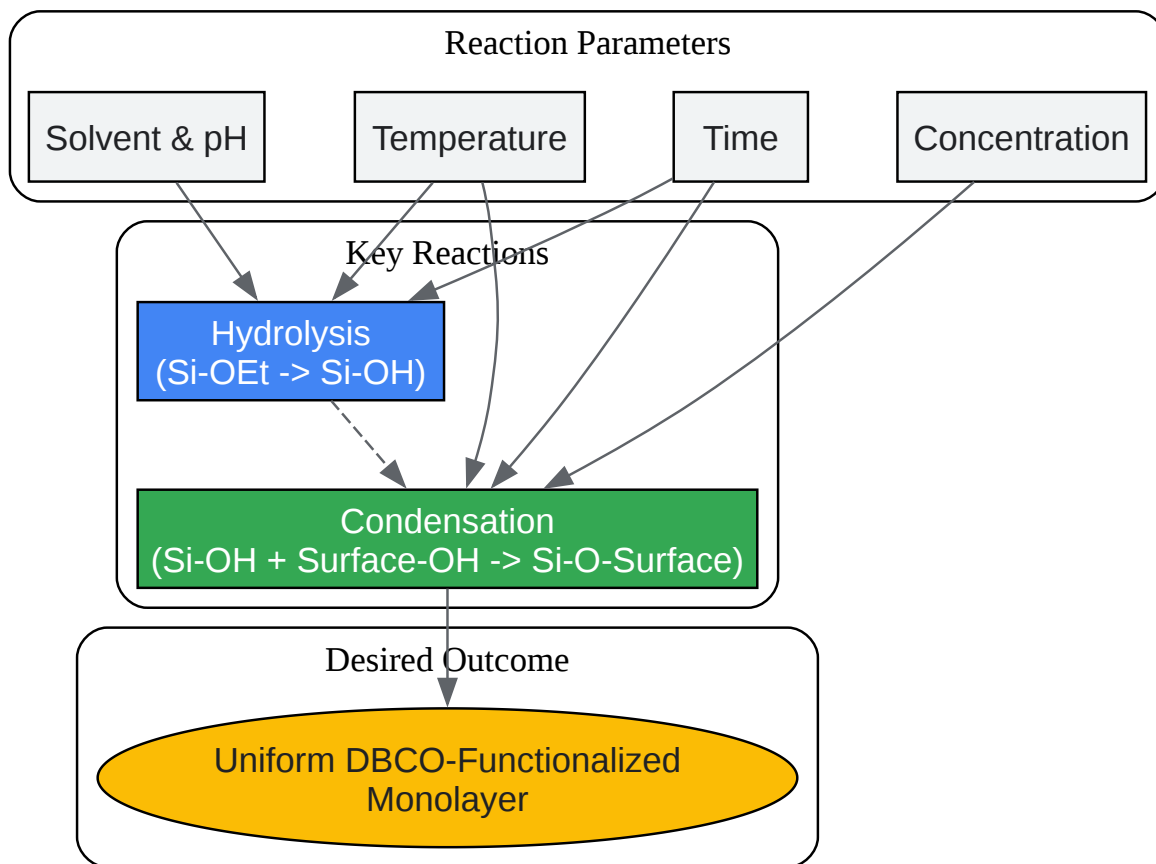 Reaction Parameters
Solvent & pH
Temperature
Time
Concentration
Key Reactions
Hydrolysis
(Si-OEt -> Si-OH)
Condensation
(Si-OH + Surface-OH -> Si-O-Surface)
Desired Outcome
Uniform DBCO-Functionalized
Monolayer